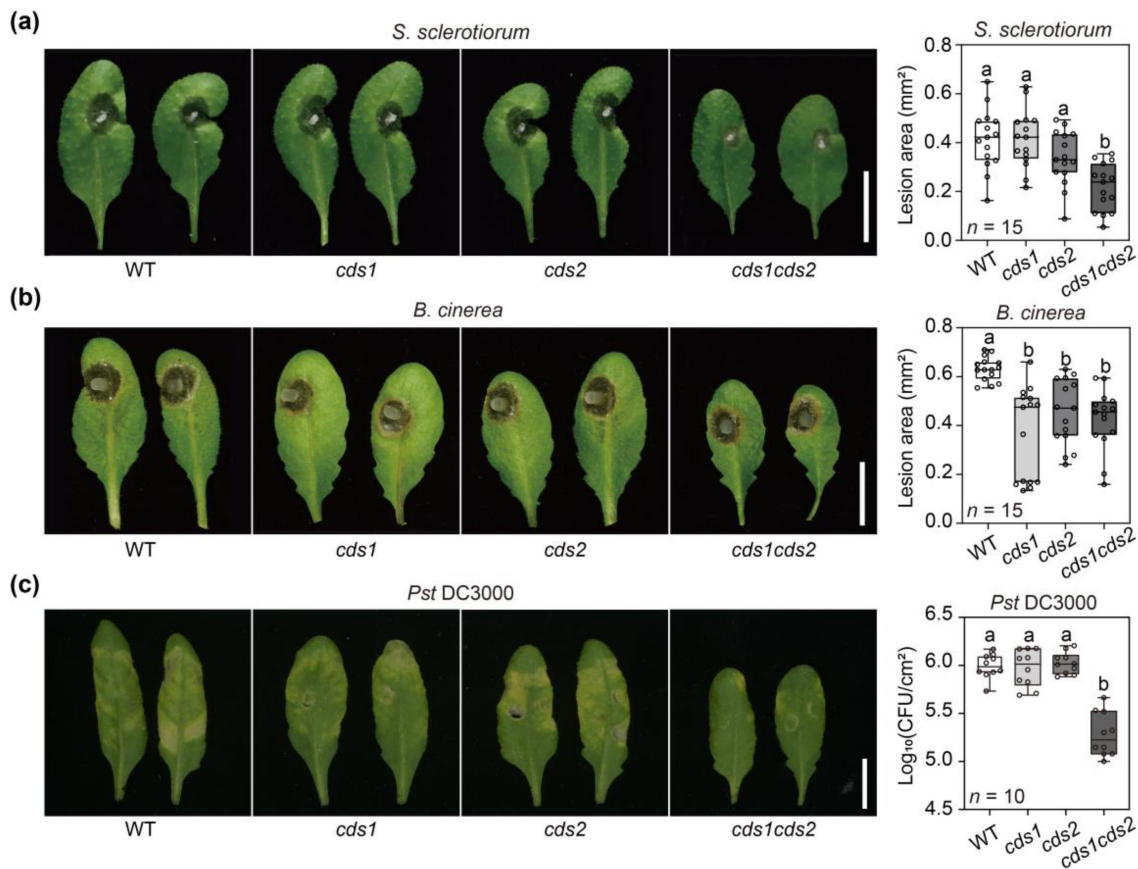 (a)
S. sclerotiorum
WT cds1 cds2 cds1cds2
S. sclerotiorum
Lesion area (mm²)
0.8
0.6
0.4
0.2
0.0
a a a b
n = 15
WT cds1 cds2 cds1cds2
(b)
B. cinerea
WT cds1 cds2 cds1cds2
B. cinerea
Lesion area (mm²)
0.8
0.6
0.4
0.2
0.0
a b b b
n = 15
WT cds1 cds2 cds1cds2
(c)
Pst DC3000
WT cds1 cds2 cds1cds2
Pst DC3000
Log₁₀(CFU/cm²)
6.5
6.0
5.5
5.0
4.5
a a a b
n = 10
WT cds1 cds2 cds1cds2